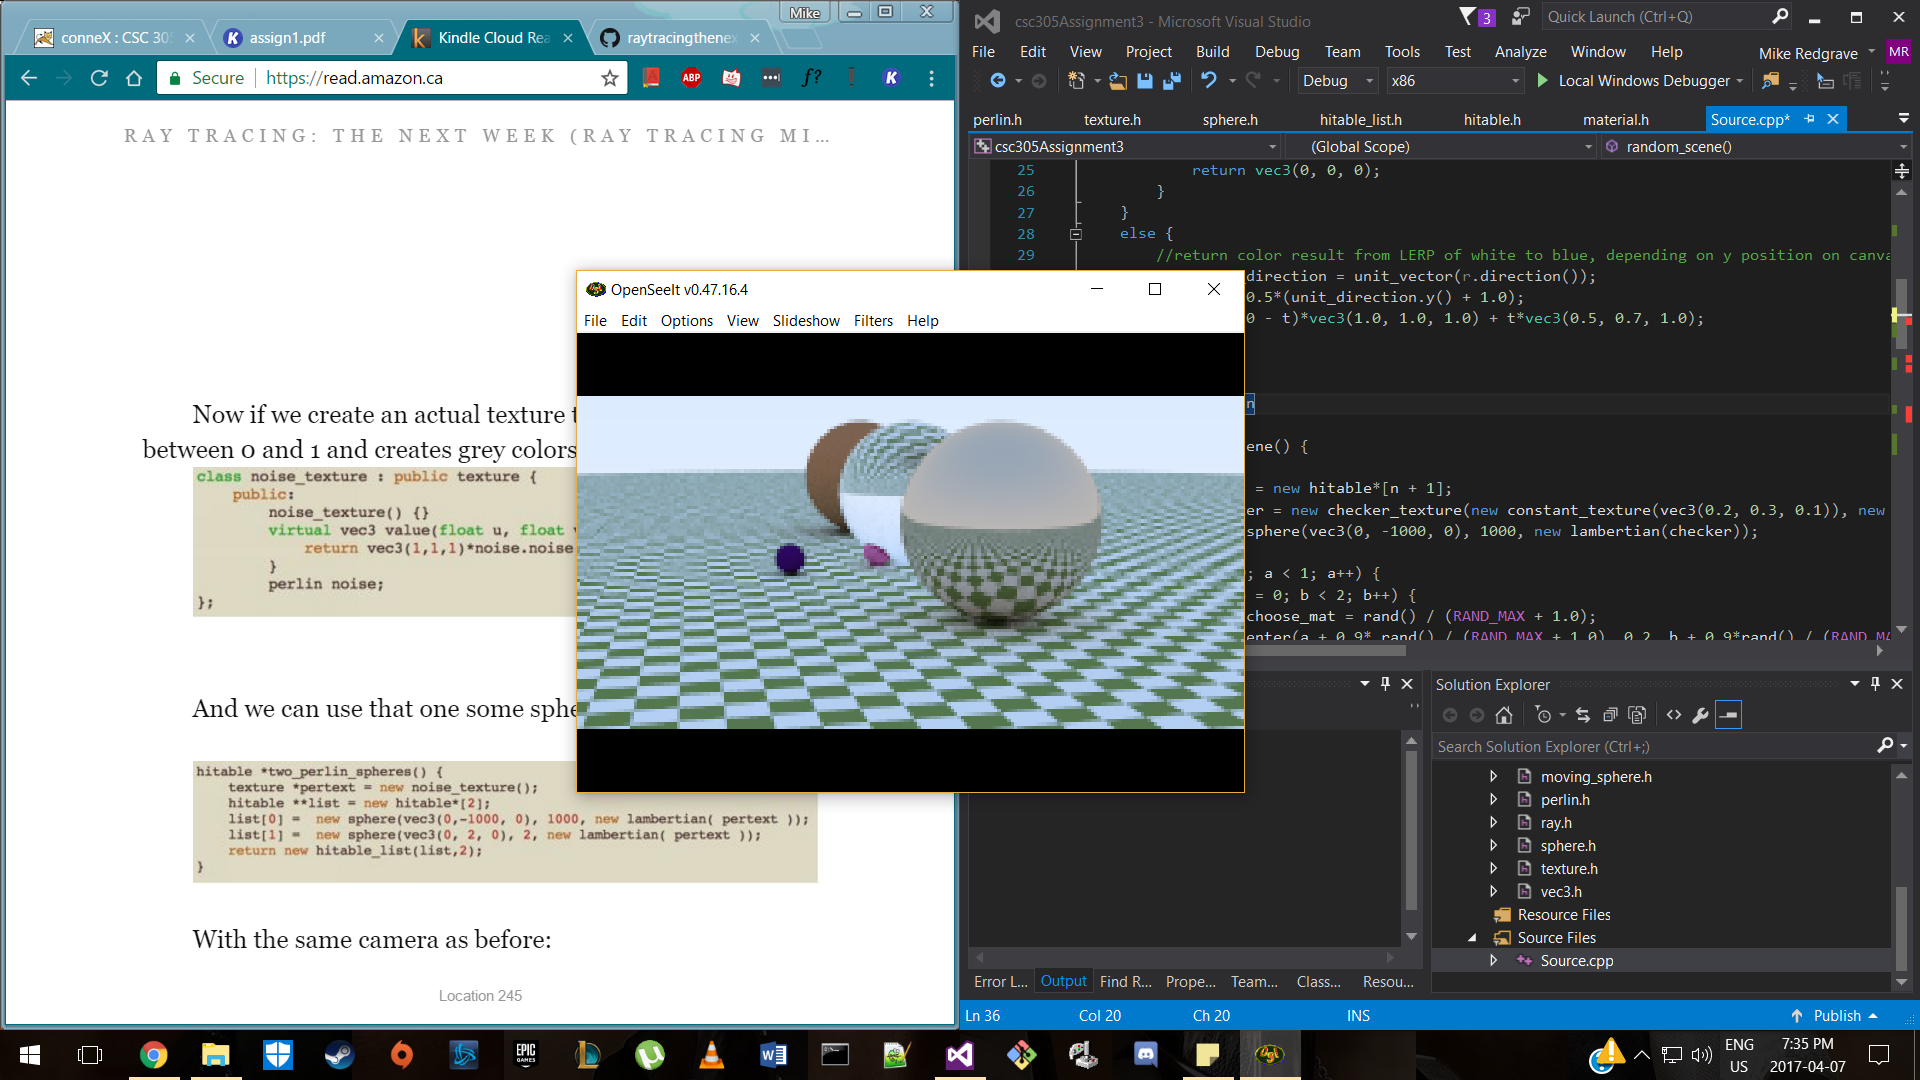 Mike
conneX : CSC 305
assign1.pdf
Kindle Cloud Rea
raytracingthenex
Secure
https://read.amazon.ca
ABP
f?
RAY TRACING: THE NEXT WEEK (RAY TRACING MI...
Now if we create an actual texture t
between 0 and 1 and creates grey colors
class noise_texture : public texture {
public:
noise_texture() {}
virtual vec3 value(float u, float v
return vec3(1,1,1)*noise.noise
}
perlin noise;
};
And we can use that one some sphe
hitable *two_perlin_spheres() {
texture *pertext = new noise_texture();
hitable **list = new hitable*[2];
list[0] = new sphere(vec3(0,-1000, 0), 1000, new lambertian( pertext ));
list[1] = new sphere(vec3(0, 2, 0), 2, new lambertian( pertext ));
return new hitable_list(list,2);
}
With the same camera as before:
Location 245
OpenSeeIt v0.47.16.4
File Edit Options View Slideshow Filters Help
csc305Assignment3 - Microsoft Visual Studio
3
Quick Launch (Ctrl+Q)
File Edit View Project Build Debug Team Tools Test Analyze Window Help
Mike Redgrave
MR
Debug
x86
Local Windows Debugger
perlin.h texture.h sphere.h hitable_list.h hitable.h material.h Source.cpp*
csc305Assignment3
(Global Scope)
random_scene()
25 return vec3(0, 0, 0);
26 }
27 }
28 else {
29 //return color result from LERP of white to blue, depending on y position on canva
direction = unit_vector(r.direction());
0.5*(unit_direction.y() + 1.0);
0 - t)*vec3(1.0, 1.0, 1.0) + t*vec3(0.5, 0.7, 1.0);
n
ene() {
= new hitable*[n + 1];
er = new checker_texture(new constant_texture(vec3(0.2, 0.3, 0.1)), new
sphere(vec3(0, -1000, 0), 1000, new lambertian(checker));
; a < 1; a++) {
= 0; b < 2; b++) {
choose_mat = rand() / (RAND_MAX + 1.0);
enter(a + 0.9* rand() / (RAND_MAX + 1.0), 0.2, b + 0.9*rand() / (RAND_MA
Solution Explorer
Search Solution Explorer (Ctrl+;)
moving_sphere.h
perlin.h
ray.h
sphere.h
texture.h
vec3.h
Resource Files
Source Files
Source.cpp
Error L... Output Find R... Prope... Team... Class... Resou...
Ln 36 Col 20 Ch 20 INS
Publish
EPIC
GAMES
ENG
US
7:35 PM
2017-04-07